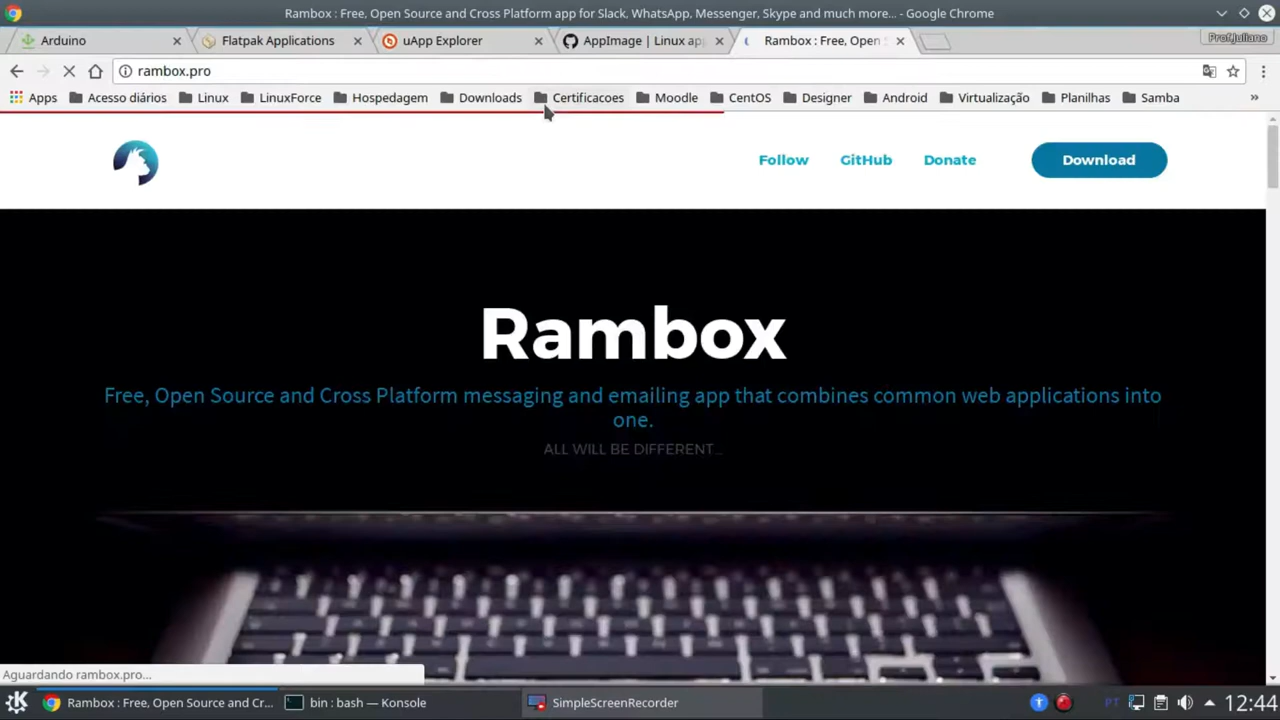 Rambox : Free, Open Source and Cross Platform app for Slack, WhatsApp, Messenger, Skype and much more... - Google Chrome
Arduino
Flatpak Applications
uApp Explorer
AppImage | Linux ap
Rambox : Free, Open S
Prof.Juliano
rambox.pro
Apps
Acesso diários
Linux
LinuxForce
Hospedagem
Downloads
Certificacoes
Moodle
CentOS
Designer
Android
Virtualização
Planilhas
Samba
»
Follow
GitHub
Donate
Download
Rambox
Free, Open Source and Cross Platform messaging and emailing app that combines common web applications into
one.
ALL WILL BE DIFFERENT...
Aguardando rambox.pro...
Rambox : Free, Open Source and Cr...
bin : bash — Konsole
SimpleScreenRecorder
PT
12:44